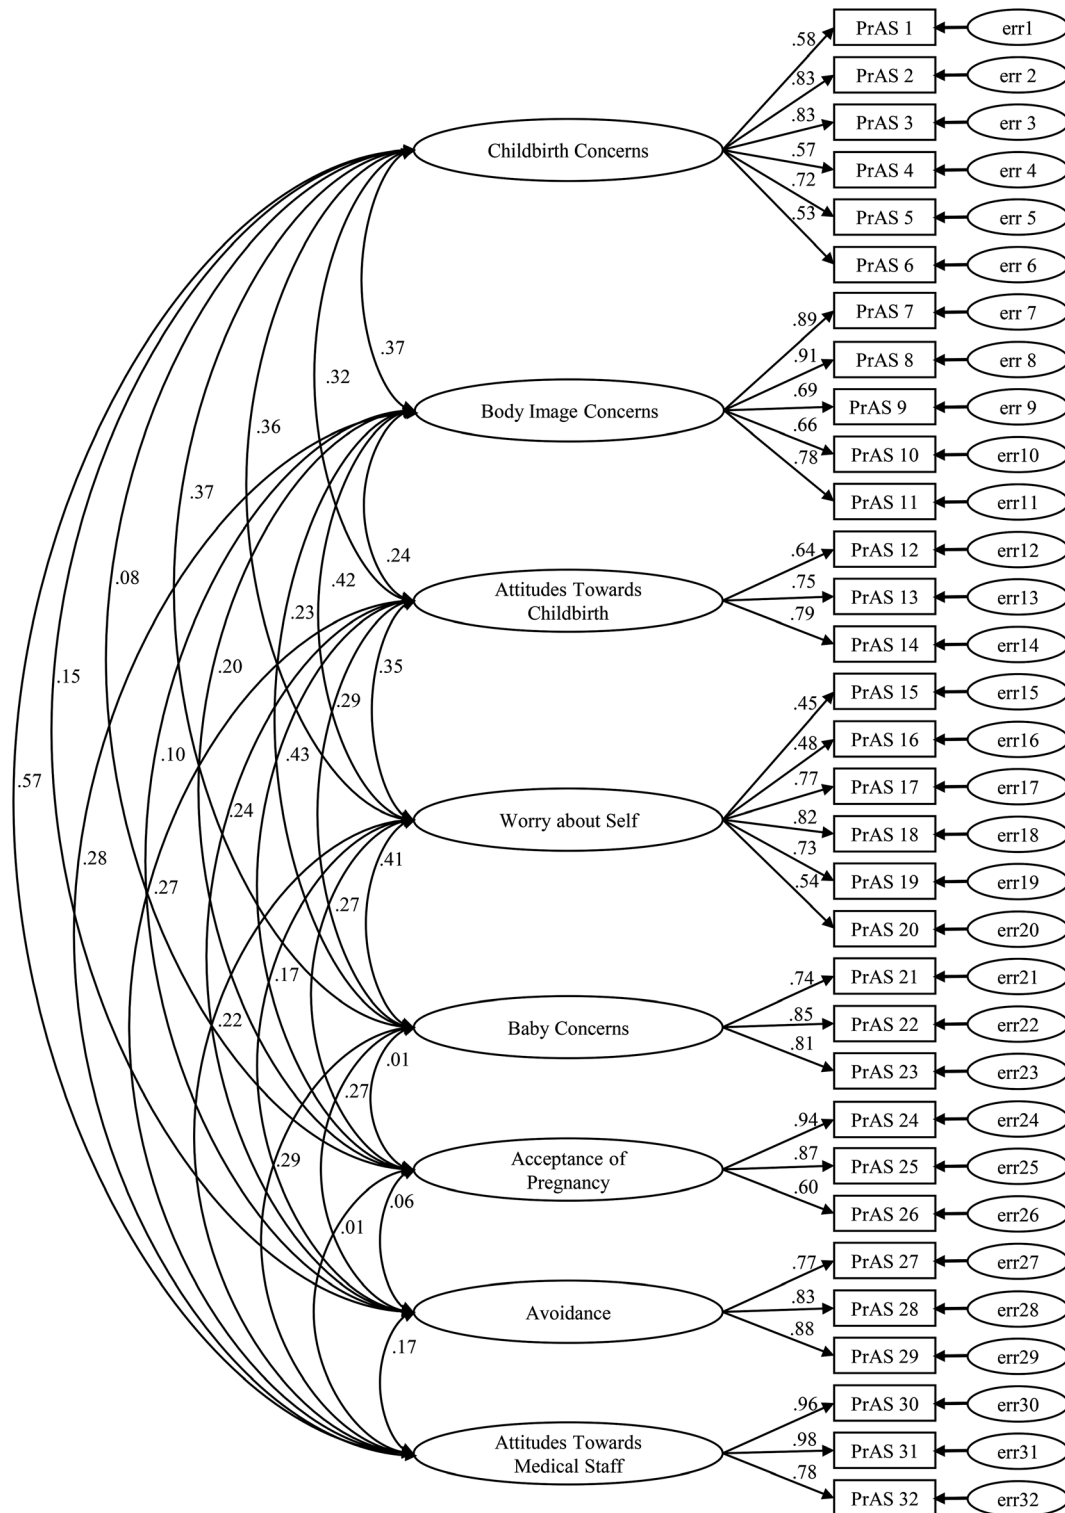 .58
PrAS 1
err1
.83
PrAS 2
err 2
.83
PrAS 3
err 3
Childbirth Concerns
.57
PrAS 4
err 4
.72
PrAS 5
err 5
.53
PrAS 6
err 6
.89
PrAS 7
err 7
.37
.32
.91
PrAS 8
err 8
.69
Body Image Concerns
PrAS 9
err 9
.36
.66
PrAS 10
err10
.78
.37
PrAS 11
err11
.24
.64
PrAS 12
err12
.08
.42
Attitudes Towards
Childbirth
.75
PrAS 13
err13
.23
.79
PrAS 14
err14
.20
.35
.15
.29
.45
PrAS 15
err15
.48
PrAS 16
err16
.10
.43
.57
.77
PrAS 17
err17
.24
Worry about Self
.82
PrAS 18
err18
.28
.41
.73
PrAS 19
err19
.27
.27
.54
PrAS 20
err20
.17
.74
PrAS 21
err21
.22
Baby Concerns
.85
PrAS 22
err22
.01
.81
PrAS 23
err23
.27
.94
PrAS 24
err24
.29
Acceptance of
Pregnancy
.87
PrAS 25
err25
.06
.60
PrAS 26
err26
.01
.77
PrAS 27
err27
Avoidance
.83
PrAS 28
err28
.17
.88
PrAS 29
err29
.96
PrAS 30
err30
Attitudes Towards
Medical Staff
.98
PrAS 31
err31
.78
PrAS 32
err32